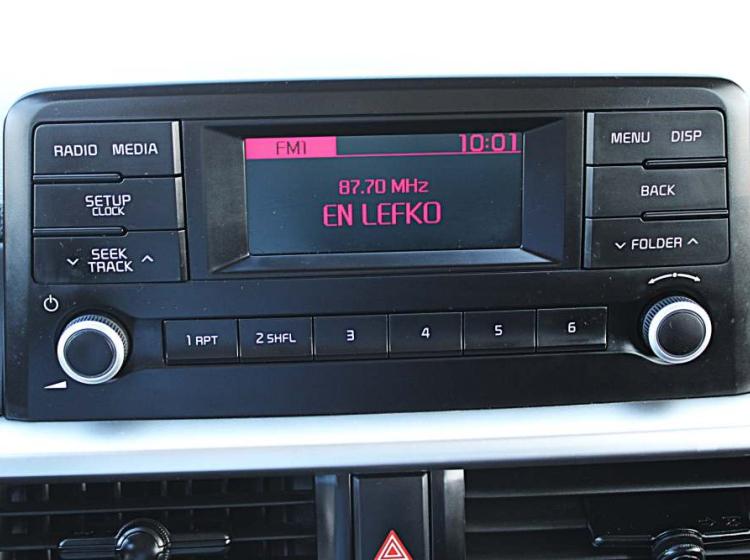 RADIO MEDIA
SETUP
CLOCK
SEEK
TRACK
FM1 10:01
87.70 MHz
EN LEFKO
MENU DISP
BACK
FOLDER
1 RPT
2 SHFL
3
4
5
6